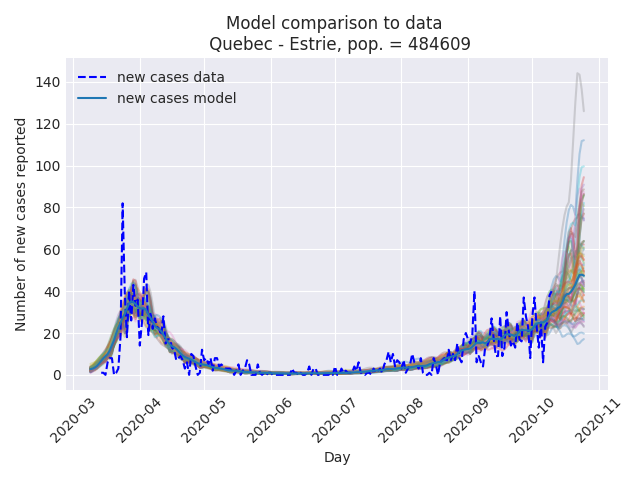 Model comparison to data
Quebec - Estrie, pop. = 484609
new cases data
new cases model
Number of new cases reported
140
120
100
80
60
40
20
0
2020-03
2020-04
2020-05
2020-06
2020-07
2020-08
2020-09
2020-10
2020-11
Day